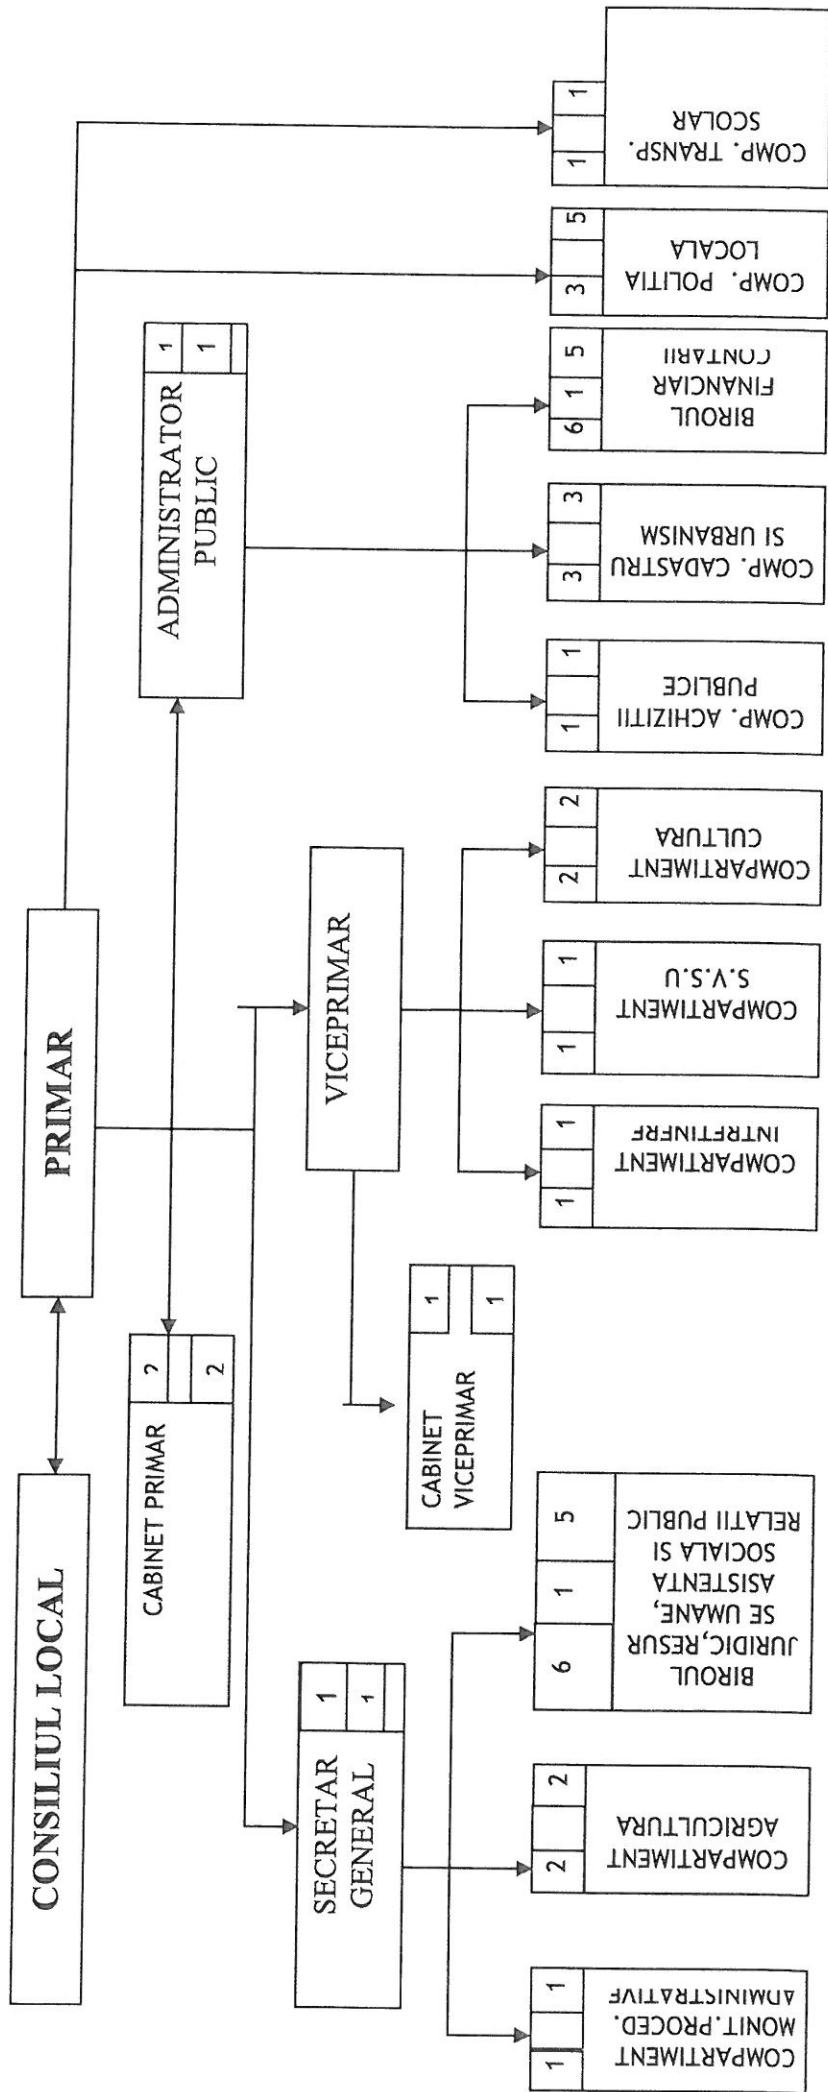 CONSILIUL LOCAL
PRIMAR
CABINET PRIMAR
2
2
ADMINISTRATOR
PUBLIC
1
1
SECRETAR
GENERAL
1
1
VICEPRIMAR
CABINET
VICEPRIMAR
1
1
1 1
COMPARTIMENT
MONIT.PROCED.
ADMINISTRATIVE
2 2
COMPARTIMENT
AGRICULTURA
6 1 5
BIROUL
JURIDIC,RESUR
SE UMANE,
ASISTENTA
SOCIALA SI
RELATII PUBLIC
1 1
COMPARTIMENT
INTRETINERE
1 1
COMPARTIMENT
S.V.S.U
2 2
COMPARTIMENT
CULTURA
1 1
COMP. ACHIZITII
PUBLICE
3 3
COMP. CADASTRU
SI URBANISM
6 1 5
BIROUL
FINANCIAR
CONTARII
3 5
COMP. POLITIA
LOCALA
1 1
COMP. TRANSP.
SCOLAR